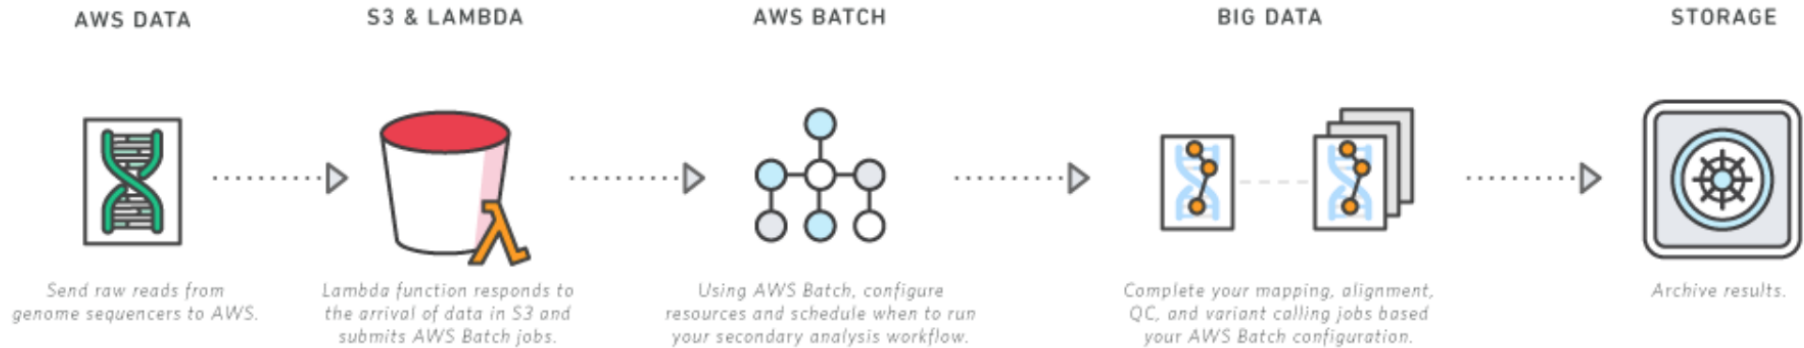 AWS DATA
S3 & LAMBDA
AWS BATCH
BIG DATA
STORAGE
Send raw reads from
genome sequencers to AWS.
Lambda function responds to
the arrival of data in S3 and
submits AWS Batch jobs.
Using AWS Batch, configure
resources and schedule when to run
your secondary analysis workflow.
Complete your mapping, alignment,
QC, and variant calling jobs based
your AWS Batch configuration.
Archive results.